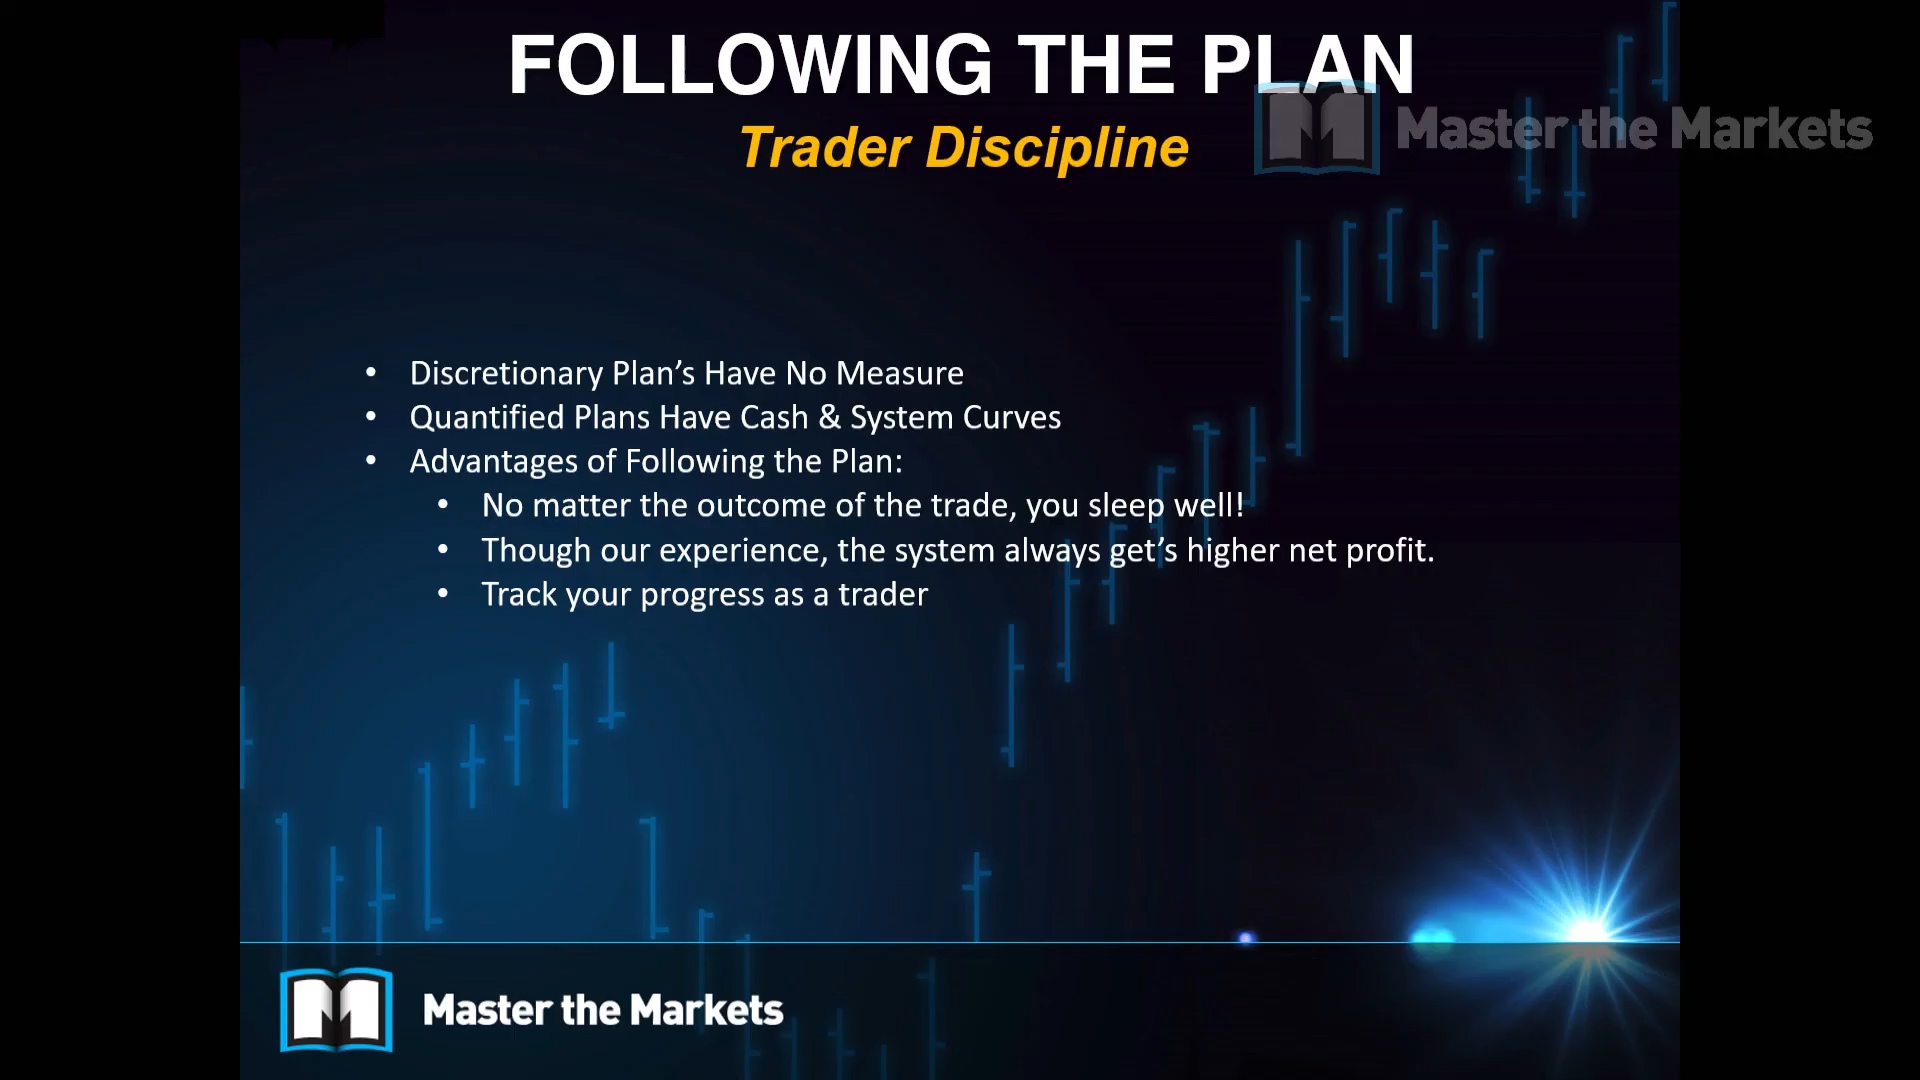 FOLLOWING THE PLAN
Master the Markets
Trader Discipline
• Discretionary Plan’s Have No Measure
• Quantified Plans Have Cash & System Curves
• Advantages of Following the Plan:
• No matter the outcome of the trade, you sleep well!
• Though our experience, the system always get’s higher net profit.
• Track your progress as a trader
Master the Markets